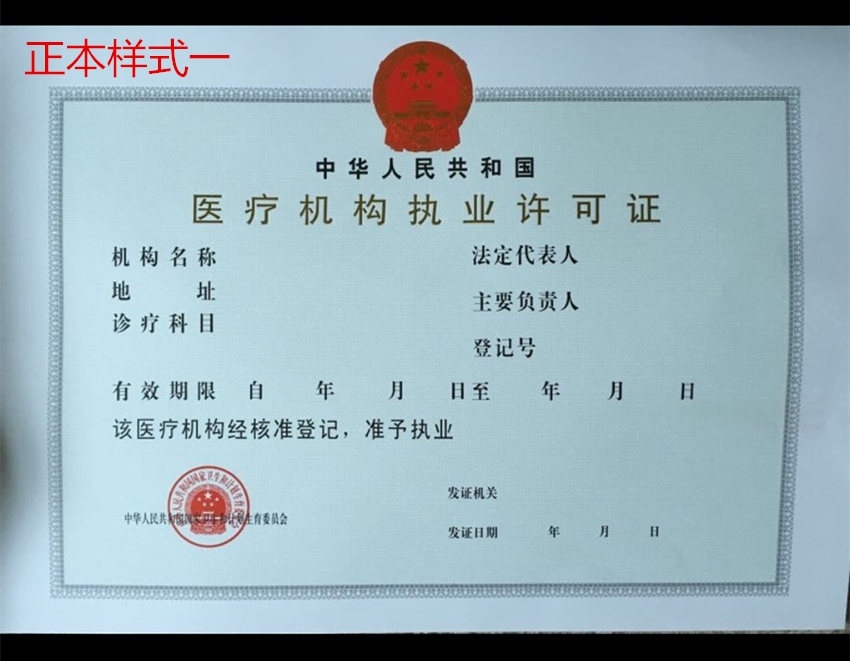 正本样式一
中华人民共和国
医疗机构执业许可证
机构名称
法定代表人
地址
主要负责人
诊疗科目
登记号
有效期限 自 年 月 日至 年 月 日
该医疗机构经核准登记，准予执业
中华人民共和国国家卫生和计划生育委员会
发证机关
发证日期 年 月 日